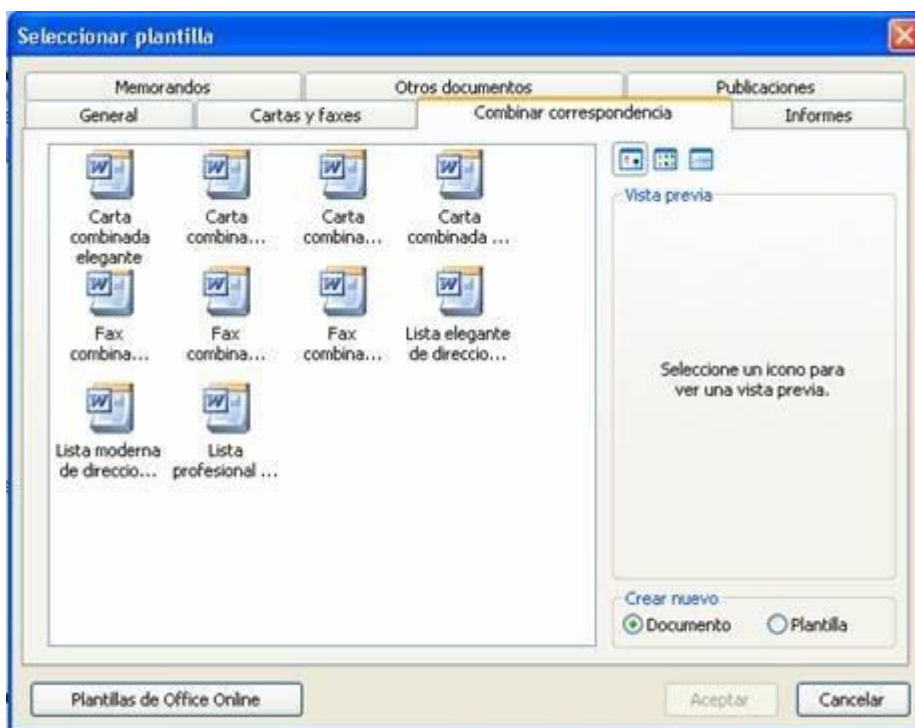 Seleccionar plantilla
Memorandos Otros documentos Publicaciones
General Cartas y faxes Combinar correspondencia Informes
Carta combinada elegante
Carta combina...
Carta combina...
Carta combinada ...
Fax combina...
Fax combina...
Fax combina...
Lista elegante de direccio...
Lista moderna de direccio...
Lista profesional ...
Vista previa
Seleccione un icono para
ver una vista previa.
Crear nuevo
Documento Plantilla
Plantillas de Office Online Aceptar Cancelar